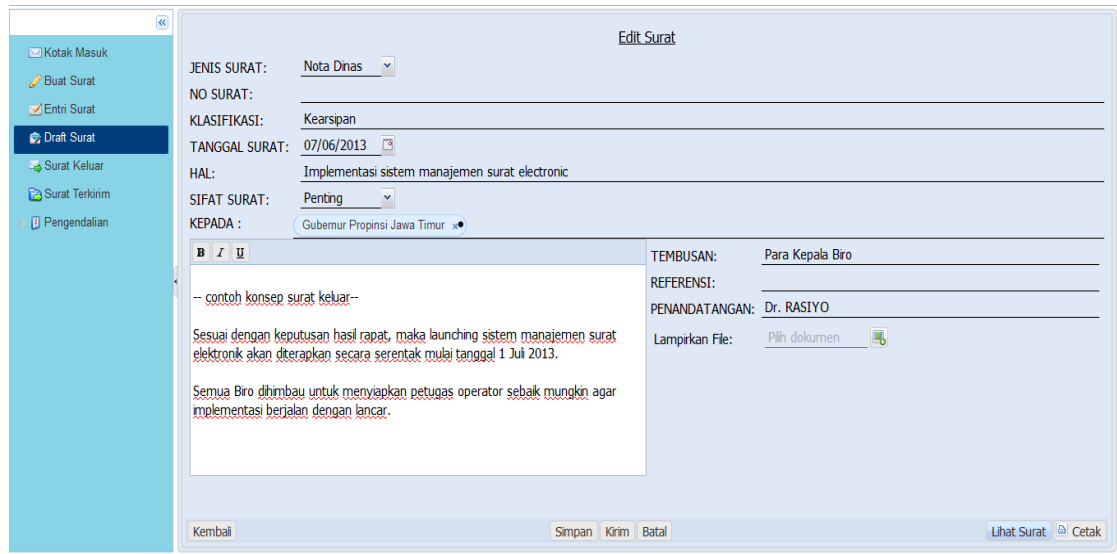 Kotak Masuk
Buat Surat
Entri Surat
Draft Surat
Surat Keluar
Surat Terkirim
Pengendalian
Edit Surat
JENIS SURAT: Nota Dinas
NO SURAT:
KLASIFIKASI: Kearsipan
TANGGAL SURAT: 07/06/2013
HAL: Implementasi sistem manajemen surat electronic
SIFAT SURAT: Penting
KEPADA : Gubernur Propinsi Jawa Timur x
B I U
-- contoh konsep surat keluar--
Sesuai dengan keputusan hasil rapat, maka launching sistem manajemen surat
elektronik akan diterapkan secara serentak mulai tanggal 1 Juli 2013.
Semua Biro dihimbau untuk menyiapkan petugas operator sebaik mungkin agar
implementasi berjalan dengan lancar.
TEMBUSAN: Para Kepala Biro
REFERENSI:
PENANDATANGAN: Dr. RASIYO
Lampirkan File: Pilih dokumen
Kembali Simpan Kirim Batal Lihat Surat Cetak